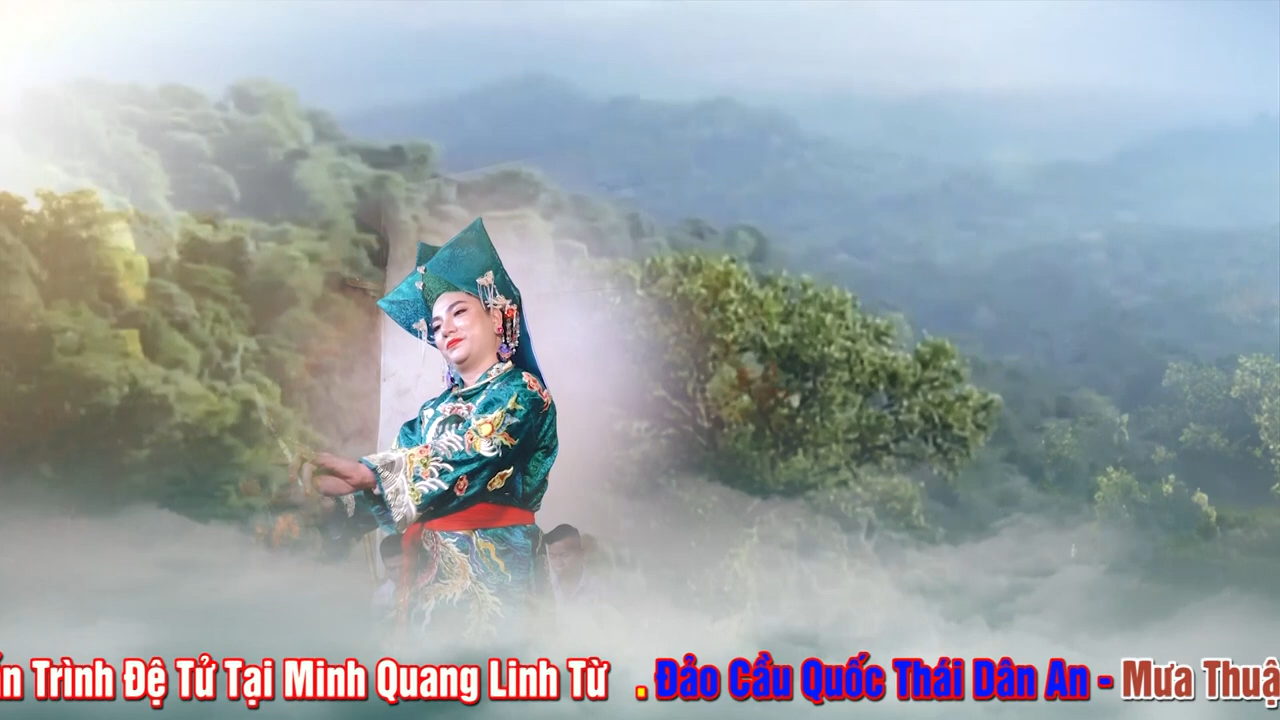 Trình Đệ Tử Tại Minh Quang Linh Từ . Đảo Cầu Quốc Thái Dân An - Mưa